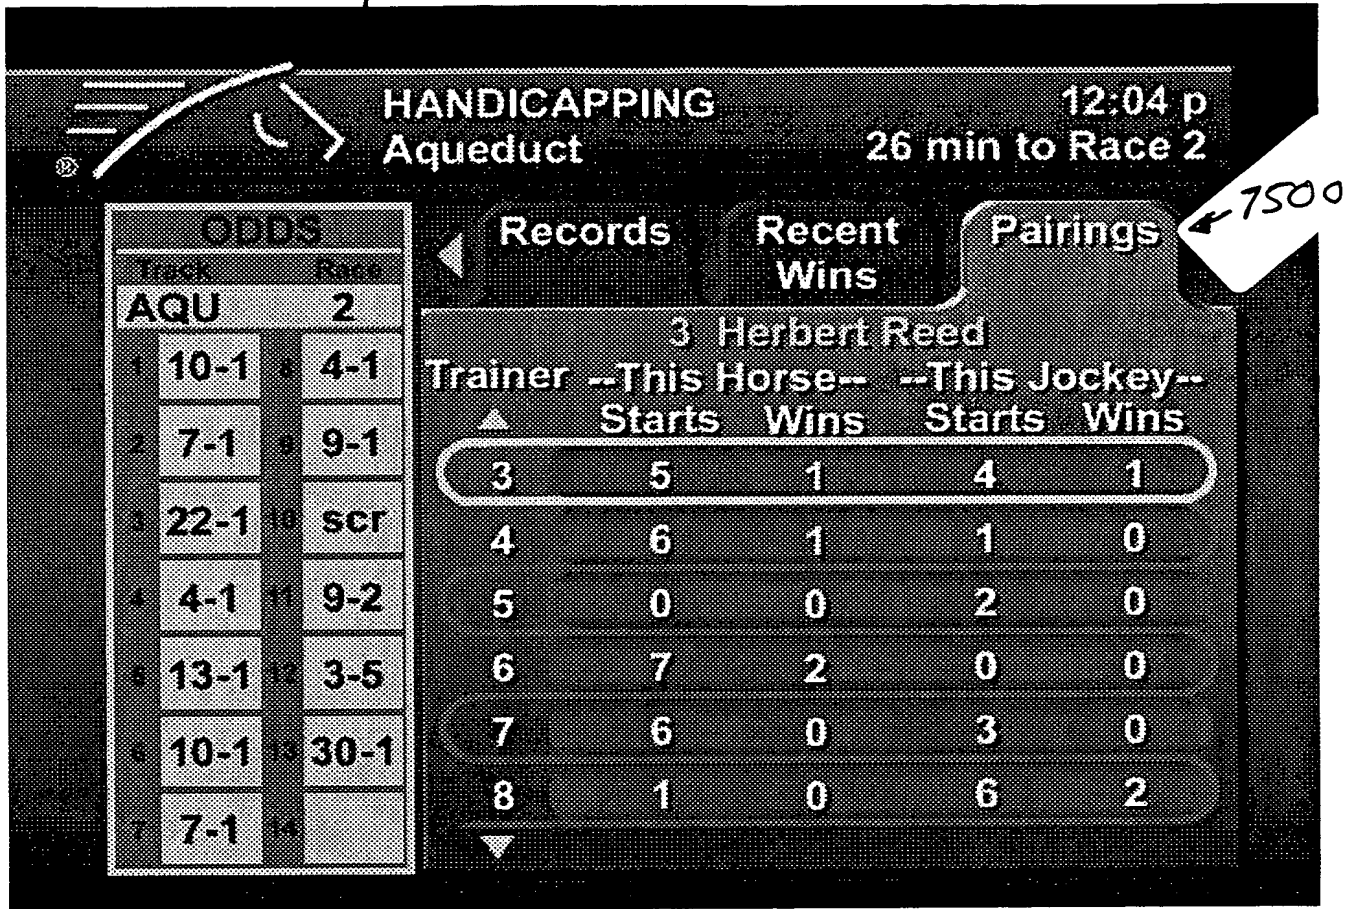 HANDICAPPING
Aqueduct
12:04 p
26 min to Race 2
®
7500
ODDS
Track Race
AQU 2
1 10-1 8 4-1
2 7-1 9 9-1
3 22-1 10 scr
4 4-1 11 9-2
5 13-1 12 3-5
6 10-1 13 30-1
7 7-1 14
Records
Recent
Wins
Pairings
3 Herbert Reed
Trainer --This Horse-- --This Jockey--
Starts Wins Starts Wins
3 5 1 4 1
4 6 1 1 0
5 0 0 2 0
6 7 2 0 0
7 6 0 3 0
8 1 0 6 2